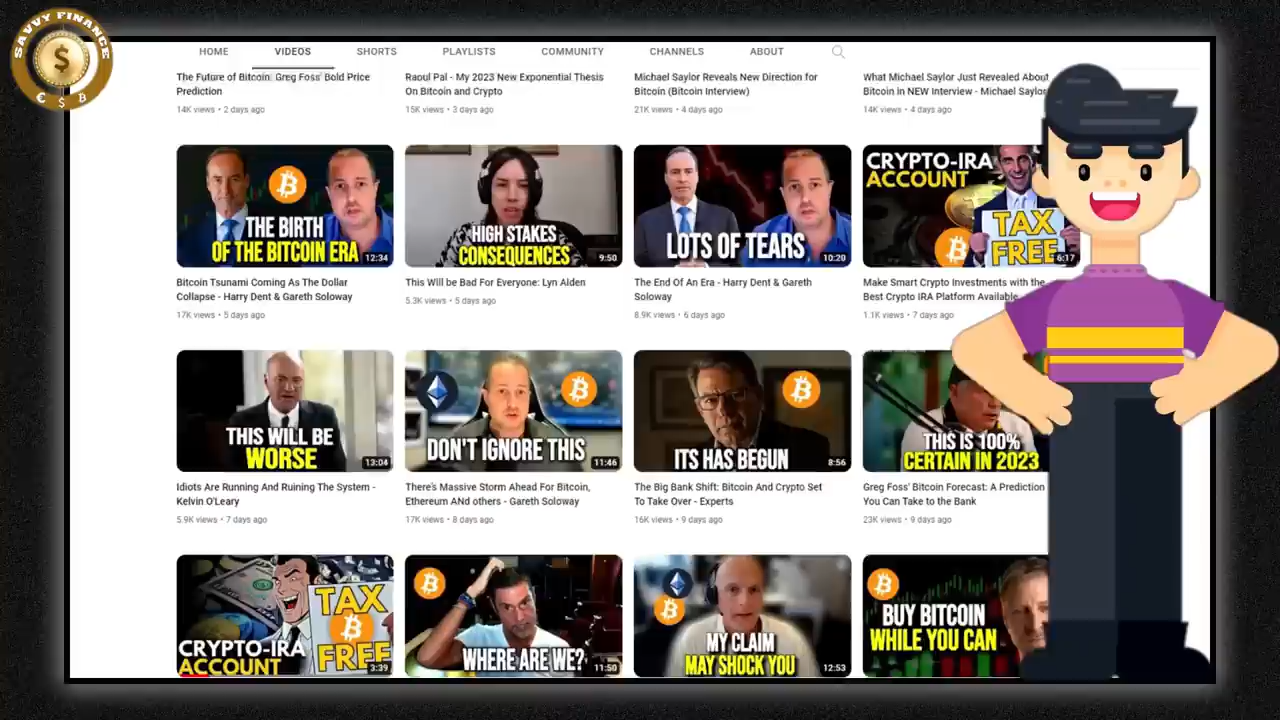 SAVVY FINANCE
$
€ $ B
HOME VIDEOS SHORTS PLAYLISTS COMMUNITY CHANNELS ABOUT
The Future of Bitcoin: Greg Foss' Bold Price
Prediction
14K views • 2 days ago
Raoul Pal - My 2023 New Exponential Thesis
On Bitcoin and Crypto
15K views • 3 days ago
Michael Saylor Reveals New Direction for
Bitcoin (Bitcoin Interview)
21K views • 4 days ago
What Michael Saylor Just Revealed About
Bitcoin in NEW Interview - Michael Saylor
14K views • 4 days ago
THE BIRTH
OF THE BITCOIN ERA
12:34
Bitcoin Tsunami Coming As The Dollar
Collapse - Harry Dent & Gareth Soloway
17K views • 5 days ago
HIGH STAKES
CONSEQUENCES
9:50
This Will be Bad For Everyone: Lyn Alden
5.3K views • 5 days ago
LOTS OF TEARS
10:20
The End Of An Era - Harry Dent & Gareth
Soloway
8.9K views • 6 days ago
CRYPTO-IRA
ACCOUNT
TAX
FREE
6:17
Make Smart Crypto Investments with the
Best Crypto IRA Platform Available
1.1K views • 7 days ago
THIS WILL BE
WORSE
13:04
Idiots Are Running And Ruining The System -
Kelvin O'Leary
5.9K views • 7 days ago
DON'T IGNORE THIS
11:46
There's Massive Storm Ahead For Bitcoin,
Ethereum ANd others - Gareth Soloway
17K views • 8 days ago
ITS HAS BEGUN
8:56
The Big Bank Shift: Bitcoin And Crypto Set
To Take Over - Experts
16K views • 9 days ago
THIS IS 100%
CERTAIN IN 2023
Greg Foss' Bitcoin Forecast: A Prediction
You Can Take to the Bank
23K views • 9 days ago
TAX
FREE
CRYPTO-IRA
ACCOUNT
3:39
WHERE ARE WE?
11:50
MY CLAIM
MAY SHOCK YOU
12:53
BUY BITCOIN
WHILE YOU CAN